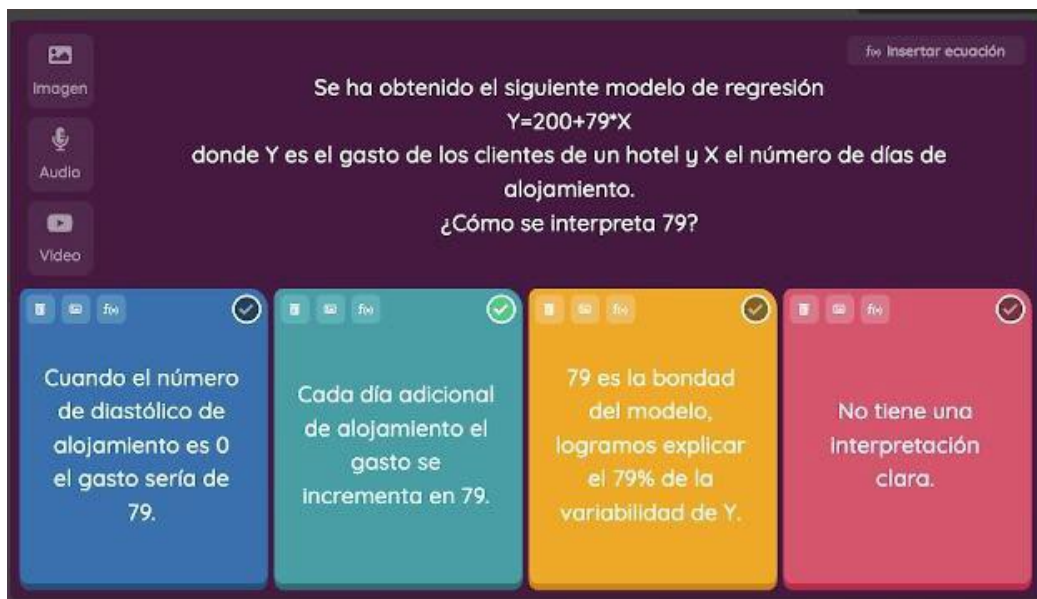 Imagen
Audio
Video
f(x) Insertar ecuación
Se ha obtenido el siguiente modelo de regresión
Y=200+79*X
donde Y es el gasto de los clientes de un hotel y X el número de días de
alojamiento.
¿Cómo se interpreta 79?
f(x)
Cuando el número
de diastólico de
alojamiento es 0
el gasto sería de
79.
f(x)
Cada día adicional
de alojamiento el
gasto se
incrementa en 79.
f(x)
79 es la bondad
del modelo,
logramos explicar
el 79% de la
variabilidad de Y.
f(x)
No tiene una
interpretación
clara.